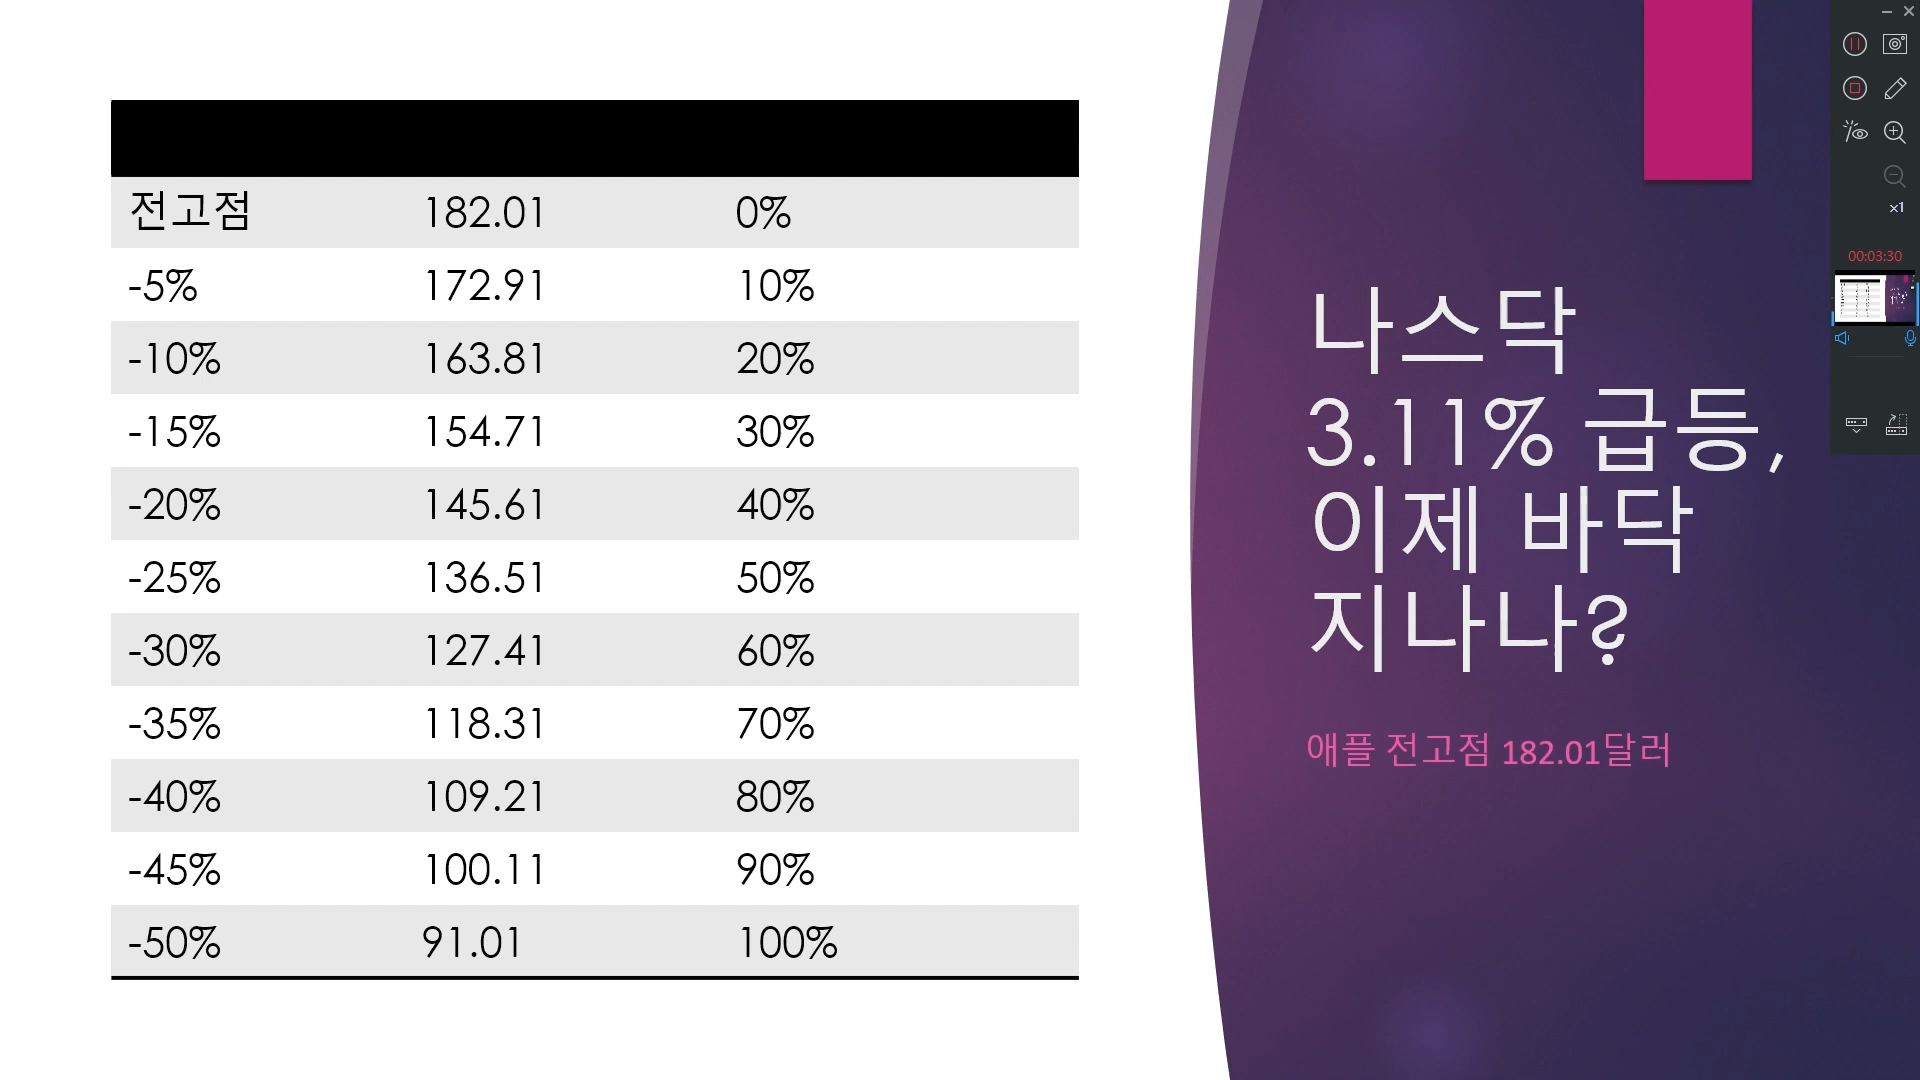 전고점 182.01 0%
-5% 172.91 10%
-10% 163.81 20%
-15% 154.71 30%
-20% 145.61 40%
-25% 136.51 50%
-30% 127.41 60%
-35% 118.31 70%
-40% 109.21 80%
-45% 100.11 90%
-50% 91.01 100%
나스닥
3.11% 급등,
이제 바닥
지나나?
애플 전고점 182.01달러
x1
00:03:30